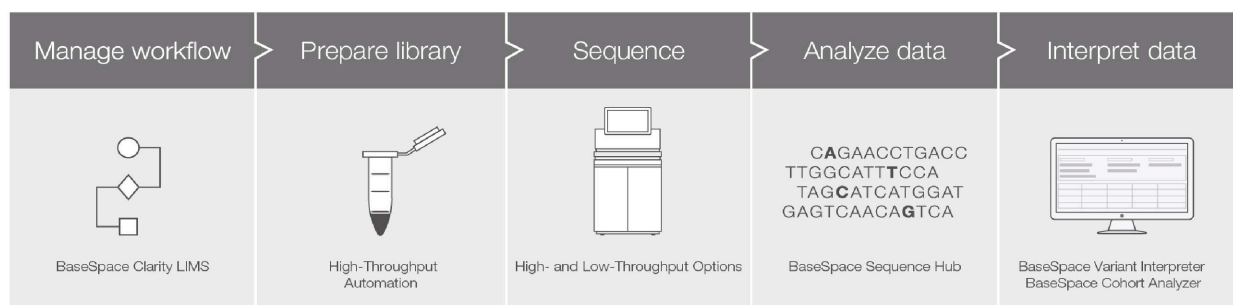 Manage workflow
Prepare library
Sequence
Analyze data
Interpret data
CAGAACCTGACC
TTGGCATTTCCA
TAGCATCATGGAT
GAGTCAACAGTCA
BaseSpace Clarity LIMS
High-Throughput
Automation
High- and Low-Throughput Options
BaseSpace Sequence Hub
BaseSpace Variant Interpreter
BaseSpace Cohort Analyzer